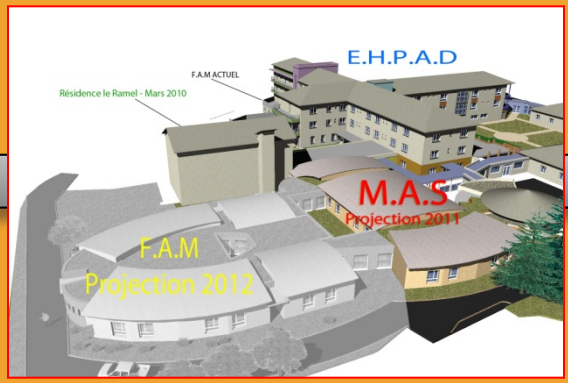 E.H.P.A.D
F.A.M ACTUEL
Résidence le Ramel - Mars 2010
M.A.S
Projection 2011
F.A.M
Projection 2012